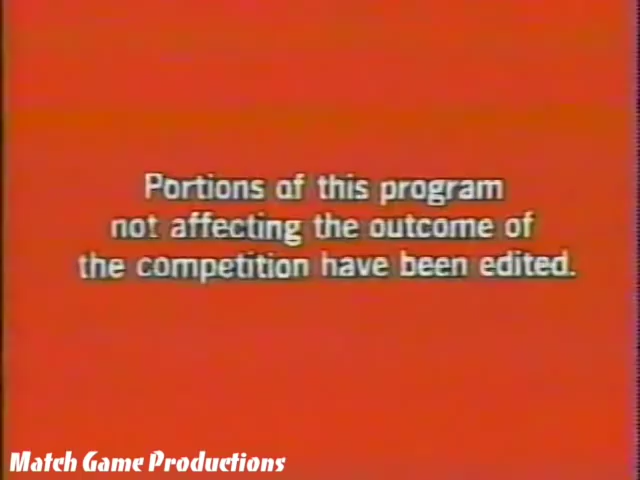 Portions of this program
not affecting the outcome of
the competition have been edited.
Match Game Productions